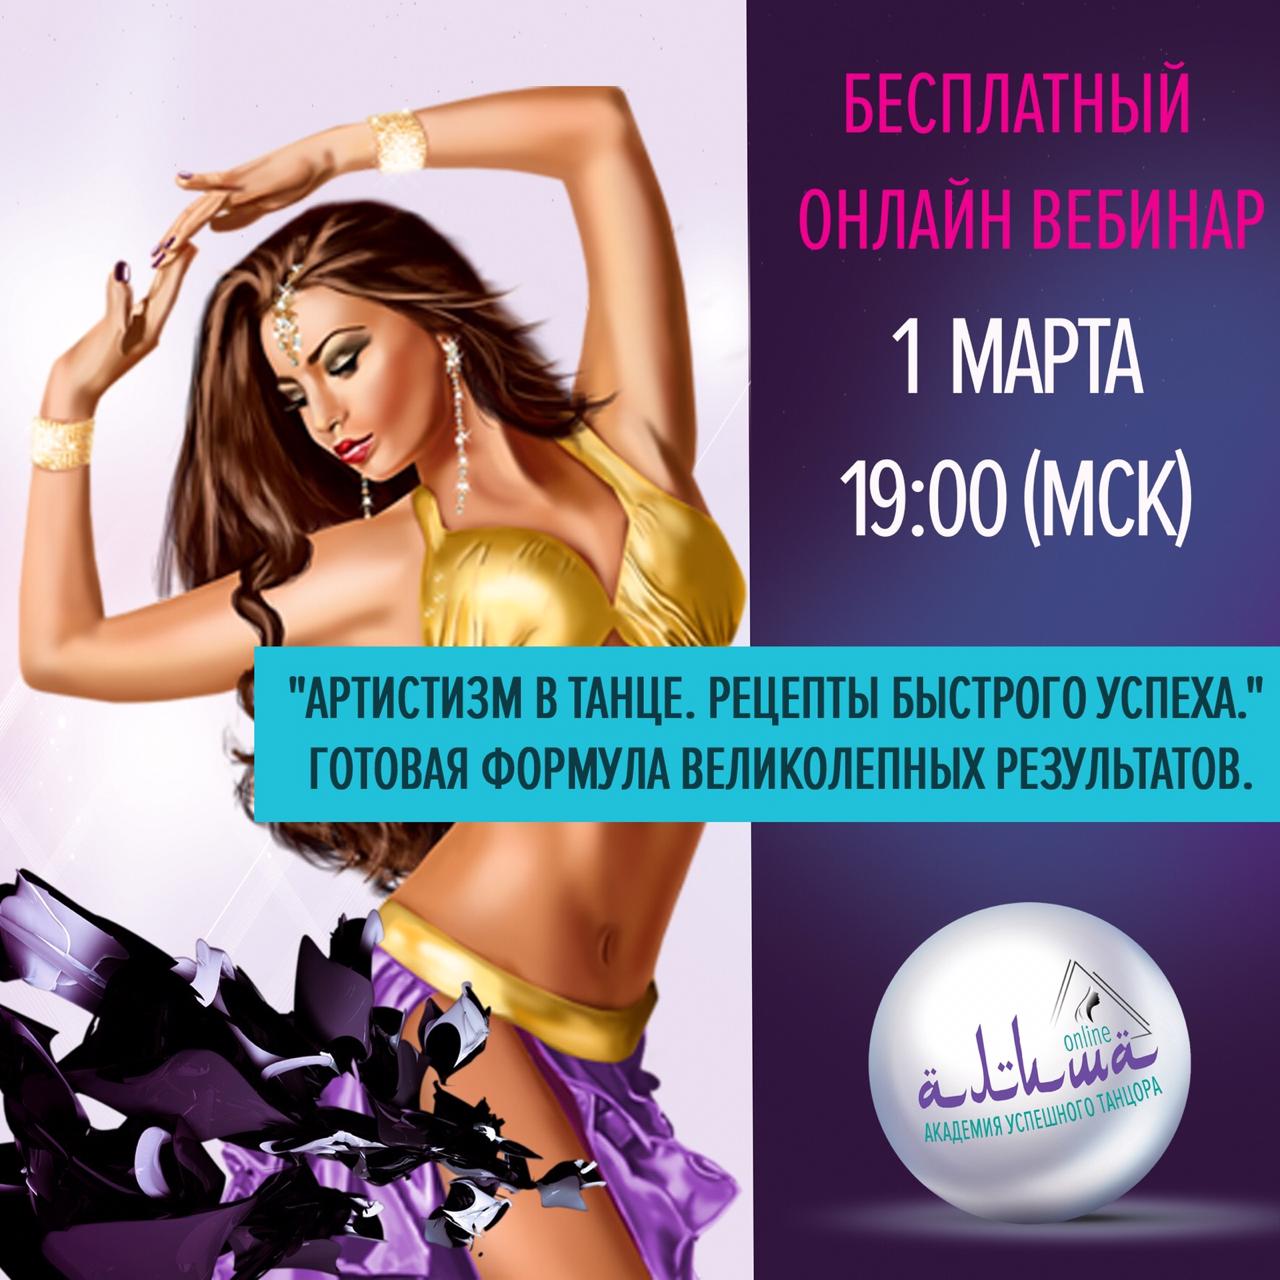 БЕСПЛАТНЫЙ
ОНЛАЙН ВЕБИНАР
1 МАРТА
19:00 (МСК)
"АРТИСТИЗМ В ТАНЦЕ. РЕЦЕПТЫ БЫСТРОГО УСПЕХА."
ГОТОВАЯ ФОРМУЛА ВЕЛИКОЛЕПНЫХ РЕЗУЛЬТАТОВ.
online
алиша
АКАДЕМИЯ УСПЕШНОГО ТАНЦОРА